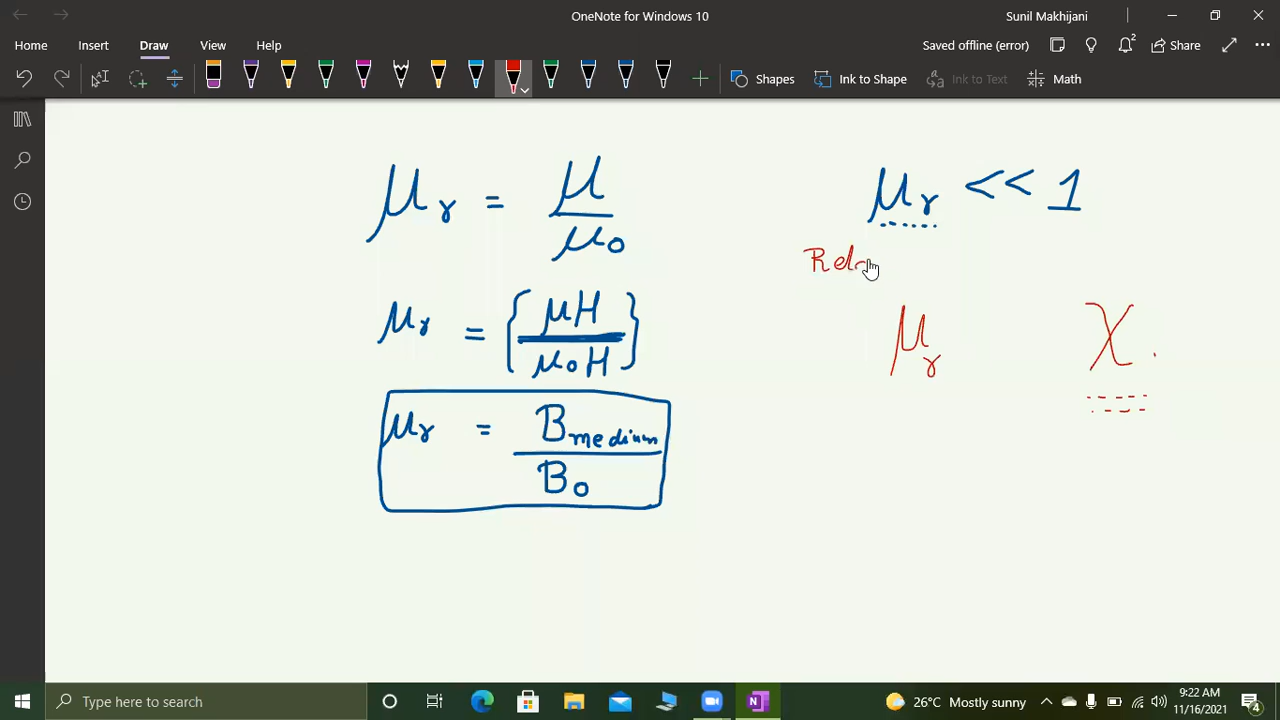 OneNote for Windows 10
Sunil Makhijani
Home Insert Draw View Help
Saved offline (error)
Share
Shapes
Ink to Shape
Ink to Text
Math
μr = μ / μ0
μr = { μH / μ0H }
μr = Bmedium / B0
μr << 1
Rela
μr χ .
Type here to search
26°C Mostly sunny
9:22 AM
11/16/2021
4